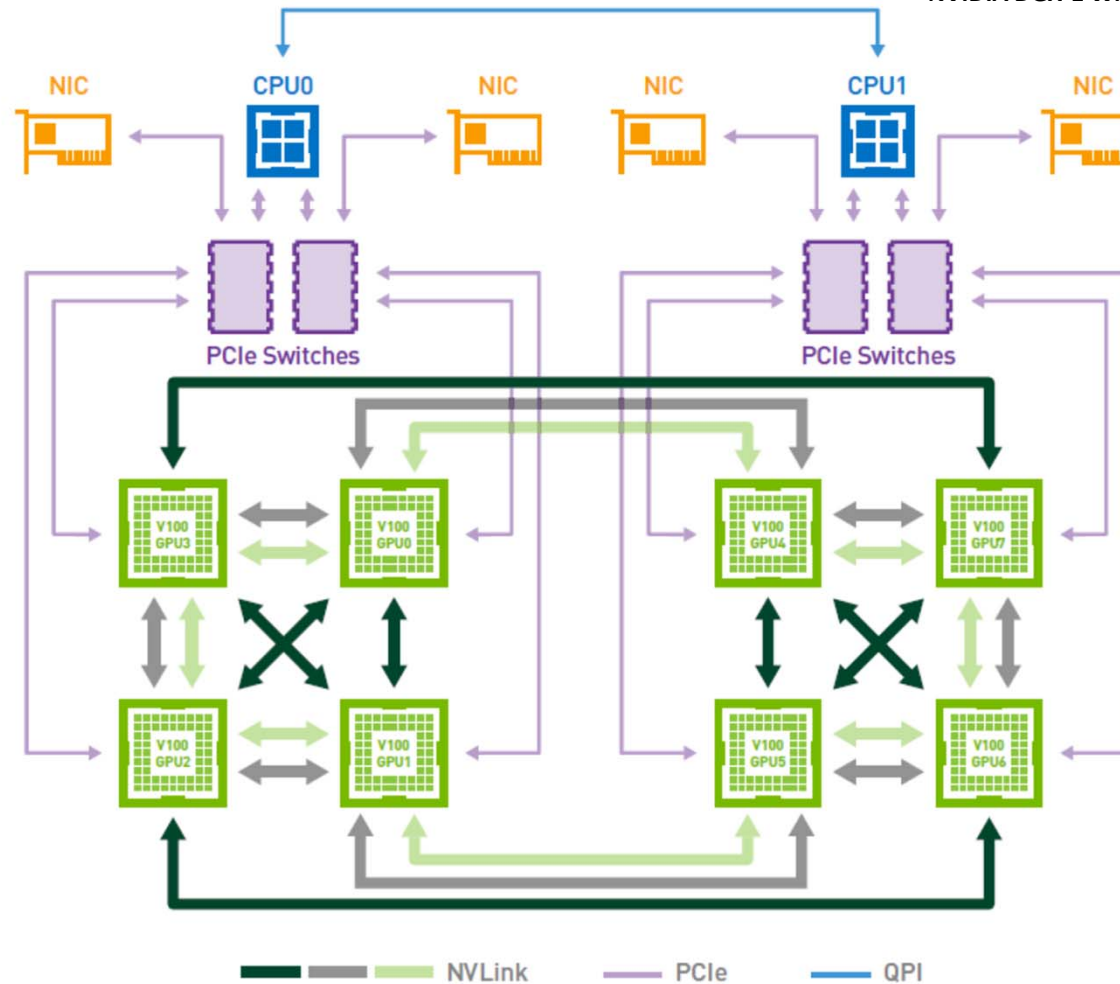 NIC
CPU0
NIC
NIC
CPU1
NIC
PCIe Switches
PCIe Switches
V100
GPU3
V100
GPU0
V100
GPU4
V100
GPU7
V100
GPU2
V100
GPU1
V100
GPU5
V100
GPU6
NVLink
PCIe
QPI